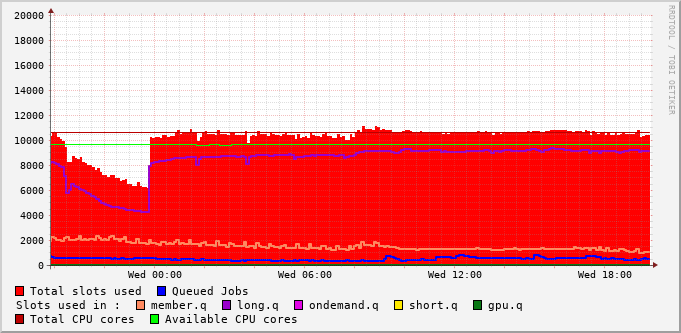 20000
18000
16000
14000
12000
10000
8000
6000
4000
2000
0
Wed 00:00 Wed 06:00 Wed 12:00 Wed 18:00
Total slots used Queued Jobs
Slots used in : member.q long.q ondemand.q short.q gpu.q
Total CPU cores Available CPU cores
RRDTOOL / TOBI OETIKER